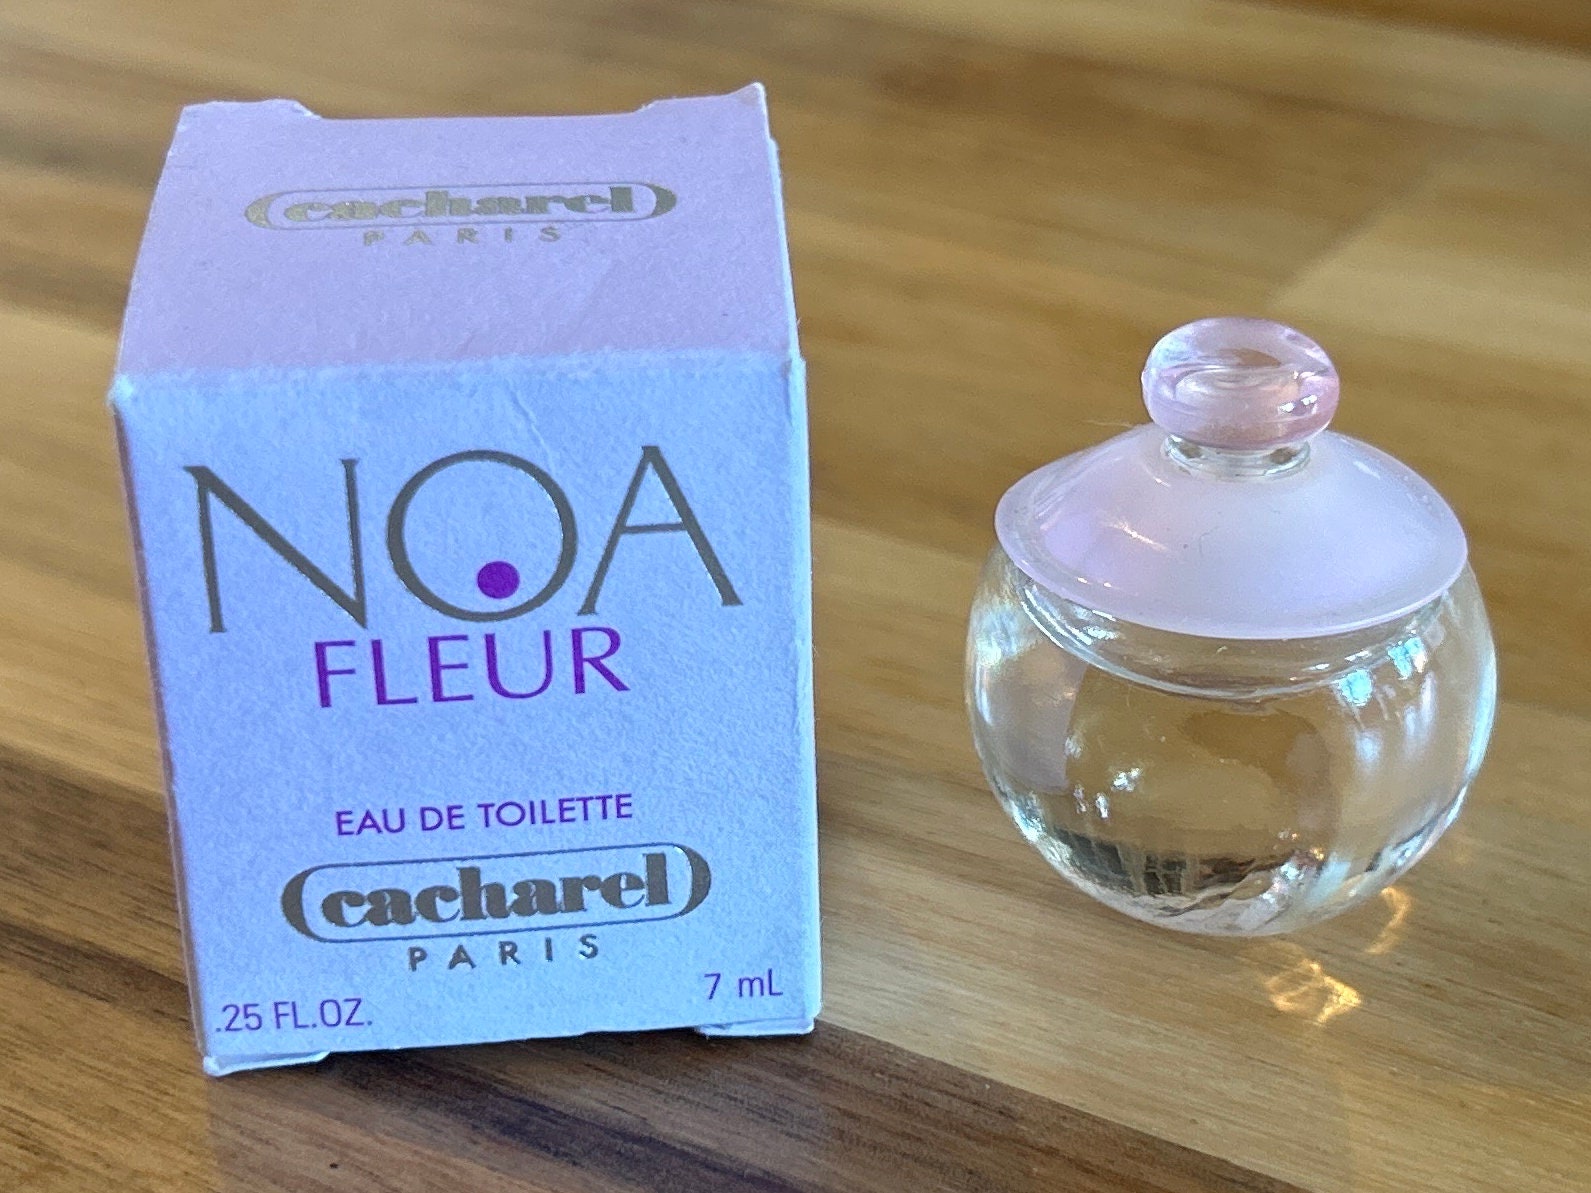 cacharel
PARIS
NOA
FLEUR
EAU DE TOILETTE
cacharel
PARIS
.25 FL.OZ. 7 mL